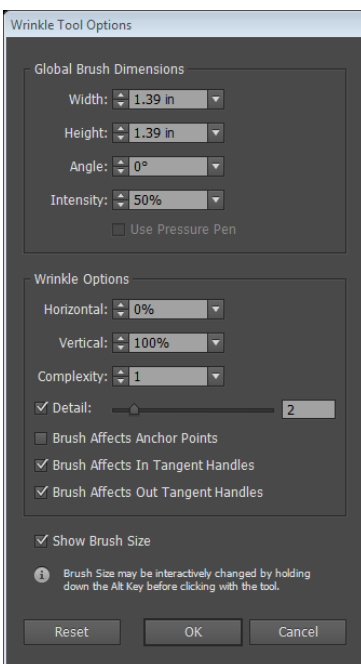 Wrinkle Tool Options
Global Brush Dimensions
Width: 1.39 in
Height: 1.39 in
Angle: 0°
Intensity: 50%
Use Pressure Pen
Wrinkle Options
Horizontal: 0%
Vertical: 100%
Complexity: 1
Detail: 2
Brush Affects Anchor Points
Brush Affects In Tangent Handles
Brush Affects Out Tangent Handles
Show Brush Size
Brush Size may be interactively changed by holding
down the Alt Key before clicking with the tool.
Reset OK Cancel